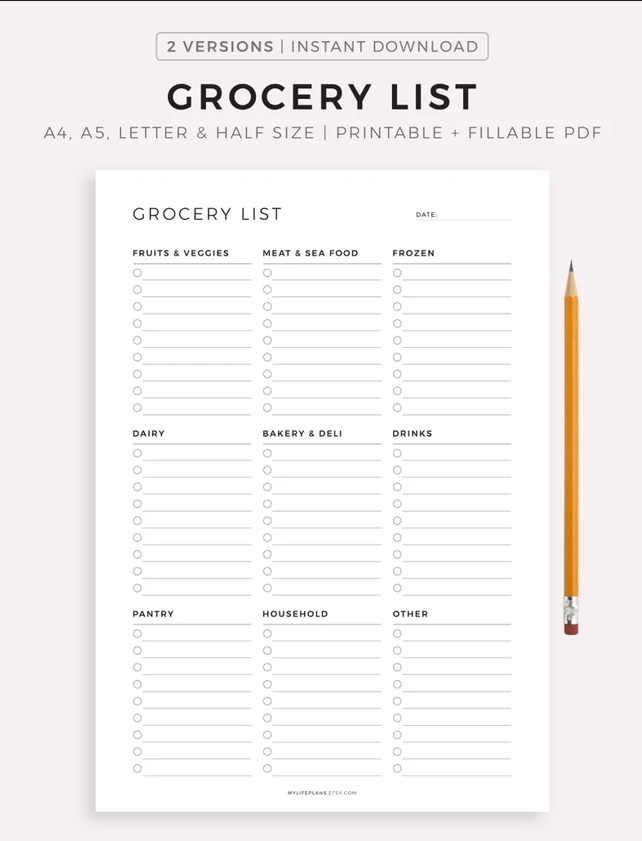 2 VERSIONS | INSTANT DOWNLOAD
GROCERY LIST
A4, A5, LETTER & HALF SIZE | PRINTABLE + FILLABLE PDF
GROCERY LIST
DATE:
FRUITS & VEGGIES
MEAT & SEA FOOD
FROZEN
DAIRY
BAKERY & DELI
DRINKS
PANTRY
HOUSEHOLD
OTHER
MYLIFEPLANS.ETSY.COM